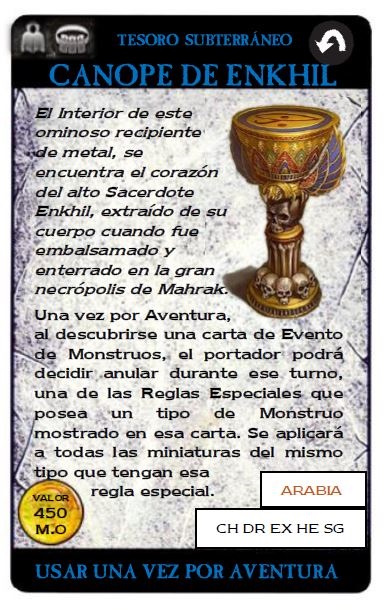 TESORO SUBTERRÁNEO
CANOPE DE ENKHIL
El Interior de este
ominoso recipiente
de metal, se
encuentra el corazón
del alto Sacerdote
Enkhil, extraído de su
cuerpo cuando fue
embalsamado y
enterrado en la gran
necrópolis de Mahrak.
Una vez por Aventura,
al descubrirse una carta de Evento
de Monstruos, el portador podrá
decidir anular durante ese turno,
una de las Reglas Especiales que
posea un tipo de Monstruo
mostrado en esa carta. Se aplicará
a todas las miniaturas del mismo
tipo que tengan esa
regla especial.
VALOR
450
M.O
ARABIA
CH DR EX HE SG
USAR UNA VEZ POR AVENTURA